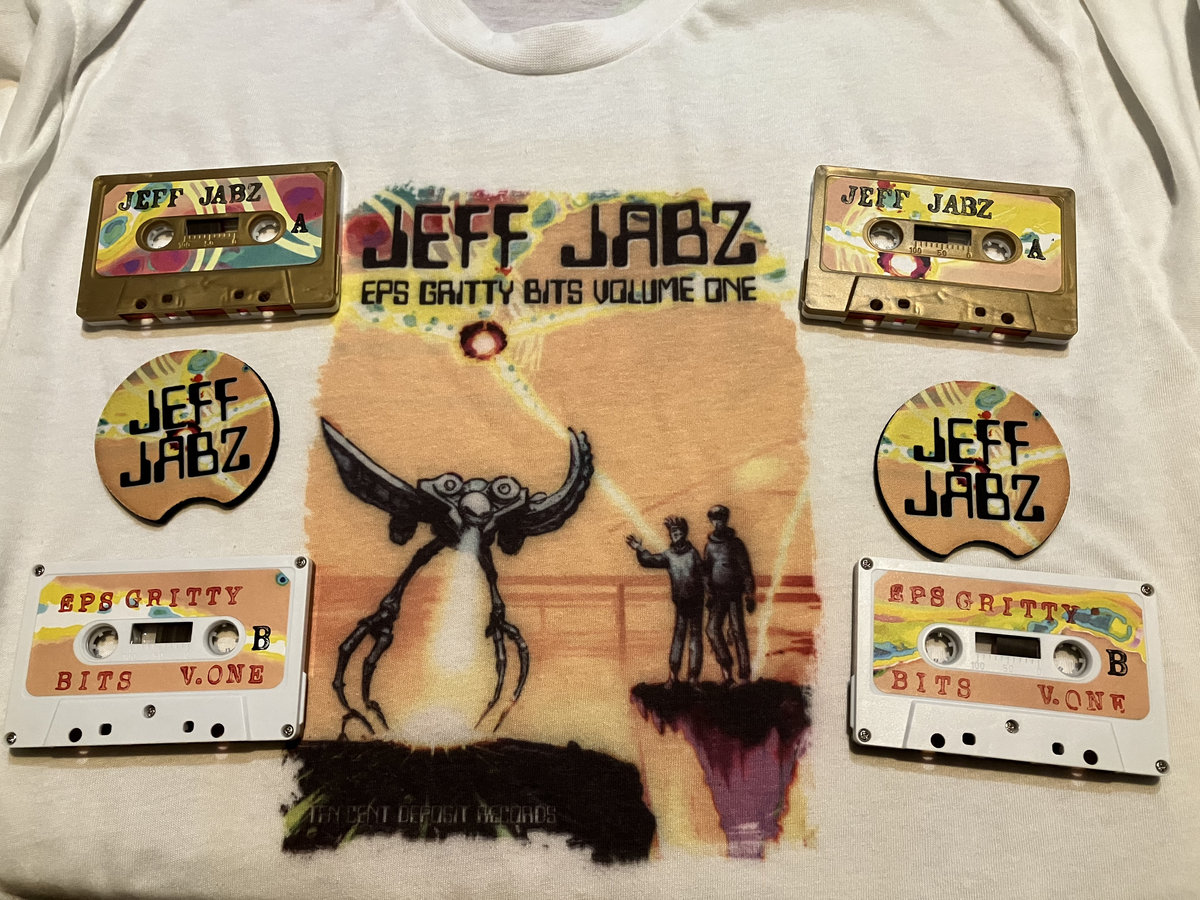 JEFF JABZ
A
JEFF JABZ
EPS GRITTY BITS VOLUME ONE
JEFF JABZ
A
JEFF
JABZ
JEFF
JABZ
EPS GRITTY
B
BITS V.ONE
EPS GRITTY
B
BITS V.ONE
TEN CENT DEPOSIT RECORDS